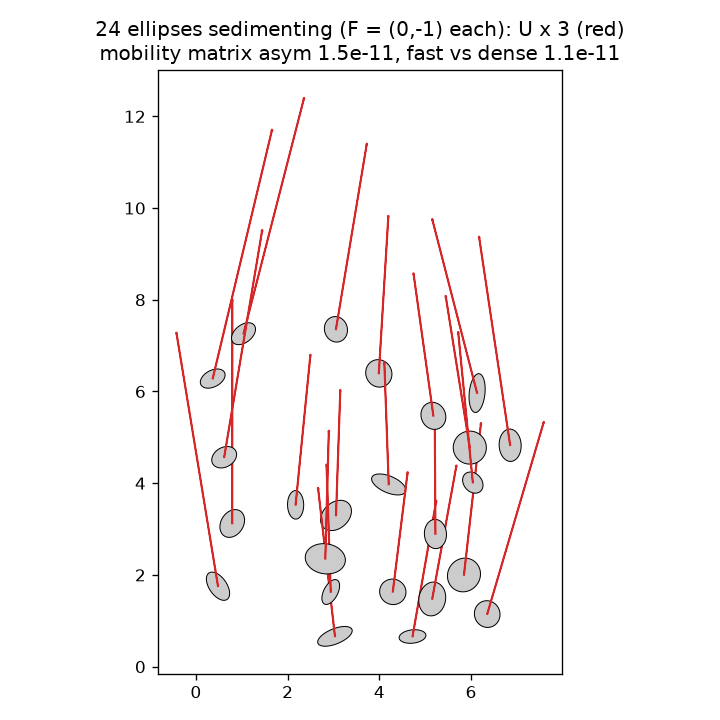 24 ellipses sedimenting (F = (0,-1) each): U x 3 (red)
mobility matrix asym 1.5e-11, fast vs dense 1.1e-11
12
10
8
6
4
2
0
0 2 4 6